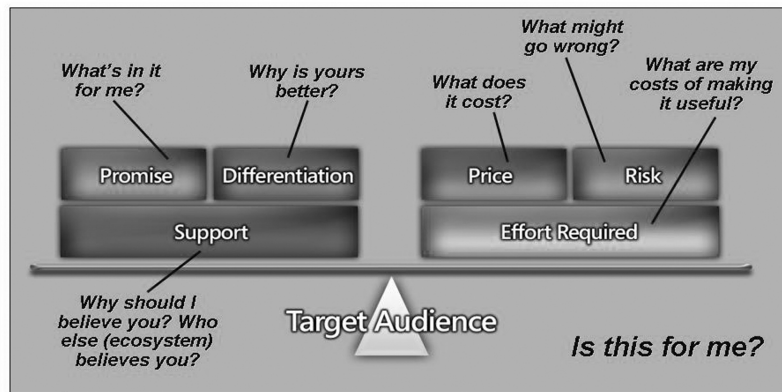 What's in it
for me?
Why is yours
better?
What does
it cost?
What might
go wrong?
What are my
costs of making
it useful?
Promise
Differentiation
Price
Risk
Support
Effort Required
Why should I
believe you? Who
else (ecosystem)
believes you?
Target Audience
Is this for me?